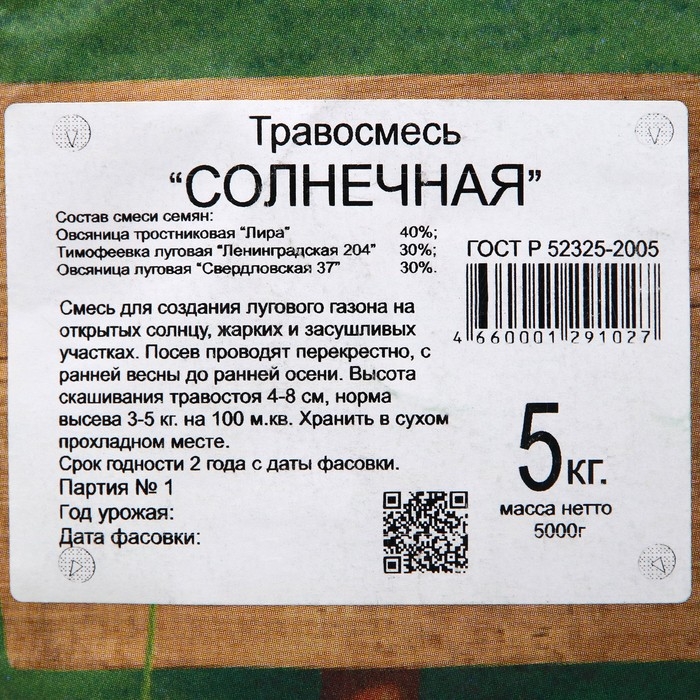 Травосмесь
“СОЛНЕЧНАЯ”
Состав смеси семян:
Овсяница тростниковая “Лира” 40%;
Тимофеевка луговая “Ленинградская 204” 30%;
Овсяница луговая “Свердловская 37” 30%.
ГОСТ Р 52325-2005
4 660001 291027
Смесь для создания лугового газона на
открытых солнцу, жарких и засушливых
участках. Посев проводят перекрестно, с
ранней весны до ранней осени. Высота
скашивания травостоя 4-8 см, норма
высева 3-5 кг. на 100 м.кв. Хранить в сухом
прохладном месте.
Срок годности 2 года с даты фасовки.
Партия № 1
Год урожая:
Дата фасовки:
5 кг.
масса нетто
5000г